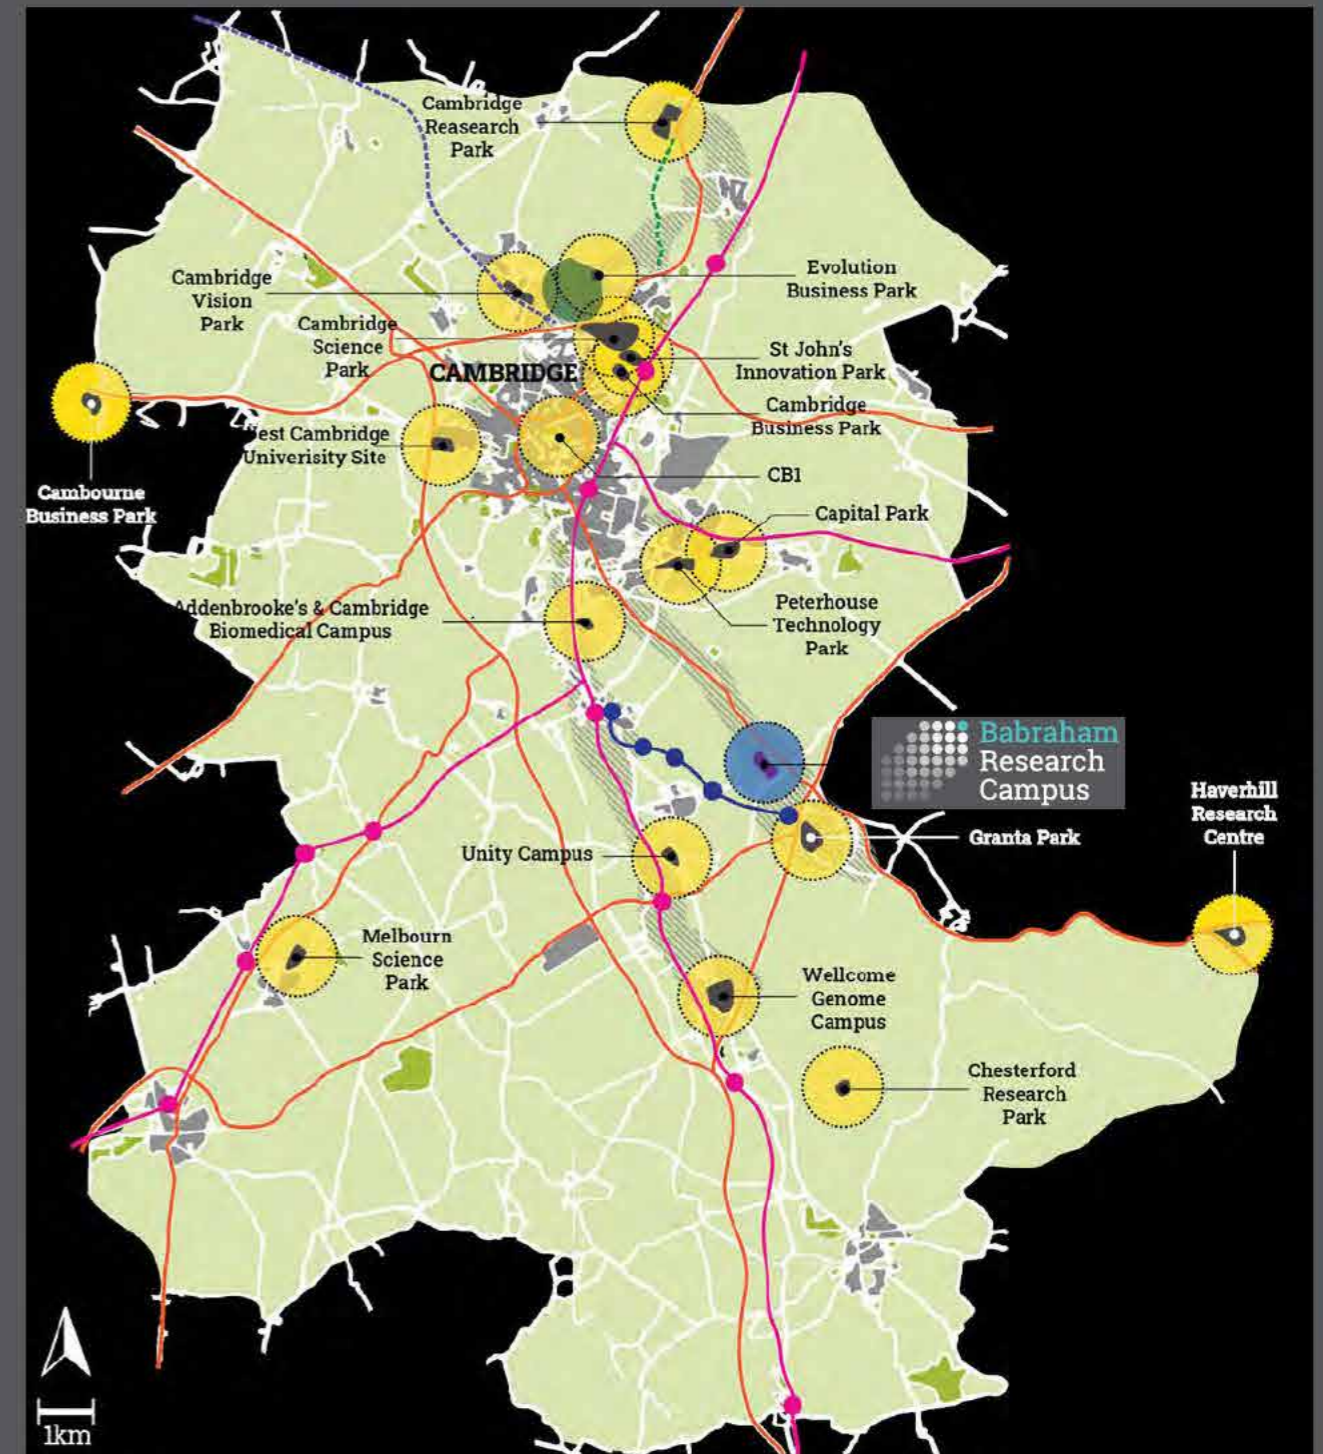 Cambridge
Reasearch
Park
Cambridge
Vision
Park
Evolution
Business Park
Cambridge
Science
Park
CAMBRIDGE
St John's
Innovation Park
Cambridge
Business Park
est Cambridge
Univerisity Site
CB1
Cambourne
Business Park
Capital Park
Addenbrooke's & Cambridge
Biomedical Campus
Peterhouse
Technology
Park
Babraham
Research
Campus
Haverhill
Research
Centre
Granta Park
Unity Campus
Melbourn
Science
Park
Wellcome
Genome
Campus
Chesterford
Research
Park
1km